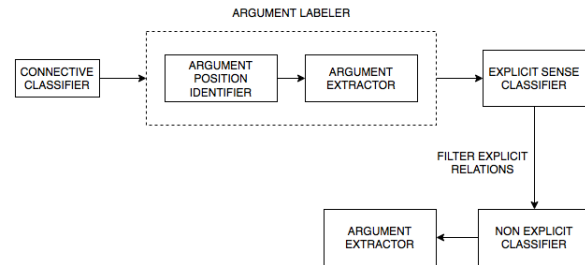 ARGUMENT LABELER
CONNECTIVE
CLASSIFIER
ARGUMENT
POSITION
IDENTIFIER
ARGUMENT
EXTRACTOR
EXPLICIT SENSE
CLASSIFIER
FILTER EXPLICIT
RELATIONS
ARGUMENT
EXTRACTOR
NON EXPLICIT
CLASSIFIER